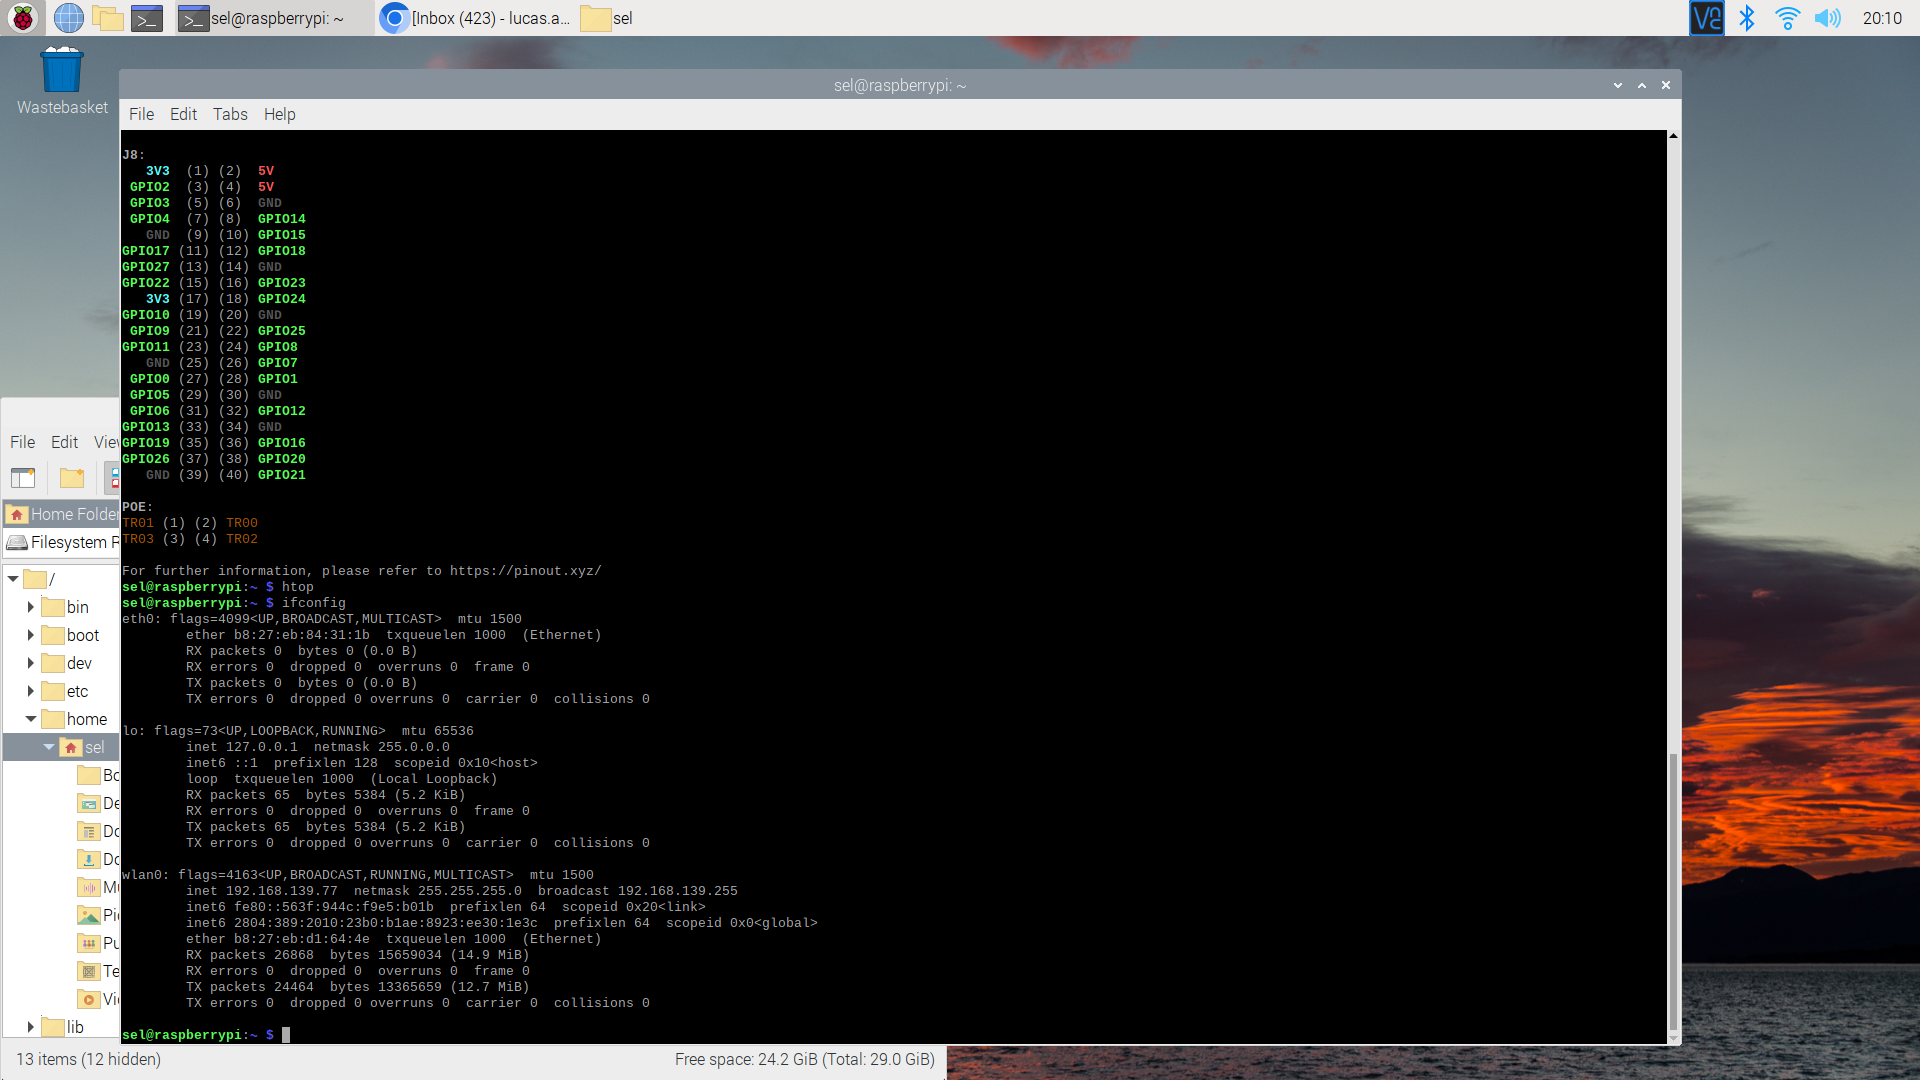 sel@raspberrypi: ~
[Inbox (423) - lucas.a...
sel
20:10
Wastebasket
sel@raspberrypi: ~
File Edit Tabs Help
J8:
3V3 (1) (2) 5V
GPIO2 (3) (4) 5V
GPIO3 (5) (6) GND
GPIO4 (7) (8) GPIO14
GND (9) (10) GPIO15
GPIO17 (11) (12) GPIO18
GPIO27 (13) (14) GND
GPIO22 (15) (16) GPIO23
3V3 (17) (18) GPIO24
GPIO10 (19) (20) GND
GPIO9 (21) (22) GPIO25
GPIO11 (23) (24) GPIO8
GND (25) (26) GPIO7
GPIO0 (27) (28) GPIO1
GPIO5 (29) (30) GND
GPIO6 (31) (32) GPIO12
GPIO13 (33) (34) GND
GPIO19 (35) (36) GPIO16
GPIO26 (37) (38) GPIO20
GND (39) (40) GPIO21
POE:
TR01 (1) (2) TR00
TR03 (3) (4) TR02
For further information, please refer to https://pinout.xyz/
sel@raspberrypi:~ $ htop
sel@raspberrypi:~ $ ifconfig
eth0: flags=4099<UP,BROADCAST,MULTICAST>  mtu 1500
ether b8:27:eb:84:31:1b  txqueuelen 1000  (Ethernet)
RX packets 0  bytes 0 (0.0 B)
RX errors 0  dropped 0  overruns 0  frame 0
TX packets 0  bytes 0 (0.0 B)
TX errors 0  dropped 0 overruns 0  carrier 0  collisions 0
lo: flags=73<UP,LOOPBACK,RUNNING>  mtu 65536
inet 127.0.0.1  netmask 255.0.0.0
inet6 ::1  prefixlen 128  scopeid 0x10<host>
loop  txqueuelen 1000  (Local Loopback)
RX packets 65  bytes 5384 (5.2 KiB)
RX errors 0  dropped 0  overruns 0  frame 0
TX packets 65  bytes 5384 (5.2 KiB)
TX errors 0  dropped 0 overruns 0  carrier 0  collisions 0
wlan0: flags=4163<UP,BROADCAST,RUNNING,MULTICAST>  mtu 1500
inet 192.168.139.77  netmask 255.255.255.0  broadcast 192.168.139.255
inet6 fe80::563f:944c:f9e5:b01b  prefixlen 64  scopeid 0x20<link>
inet6 2804:389:2010:23b0:b1ae:8923:ee30:1e3c  prefixlen 64  scopeid 0x0<global>
ether b8:27:eb:d1:64:4e  txqueuelen 1000  (Ethernet)
RX packets 26868  bytes 15659034 (14.9 MiB)
RX errors 0  dropped 0  overruns 0  frame 0
TX packets 24464  bytes 13365659 (12.7 MiB)
TX errors 0  dropped 0 overruns 0  carrier 0  collisions 0
sel@raspberrypi:~ $
File Edit View
Home Folder
Filesystem R
/
bin
boot
dev
etc
home
sel
Bo
De
Do
Do
Mu
Pi
Pu
Te
Vi
lib
13 items (12 hidden)
Free space: 24.2 GiB (Total: 29.0 GiB)